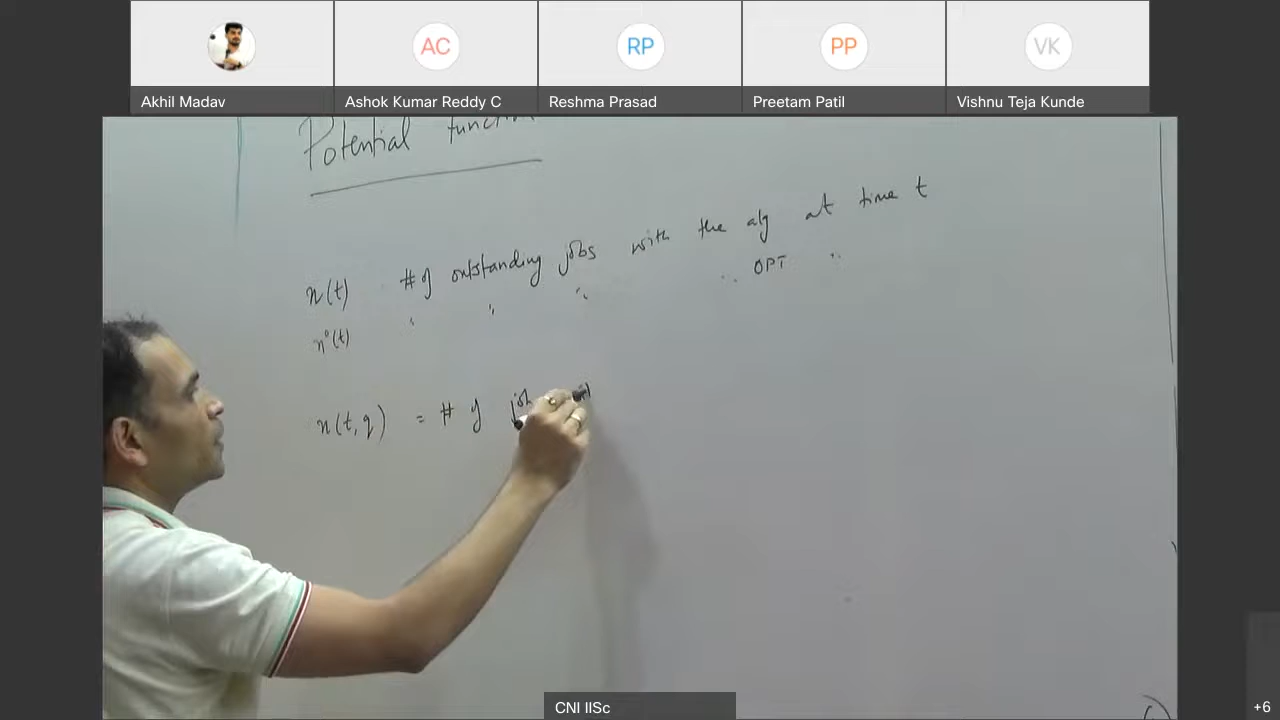 AC
RP
PP
VK
Akhil Madav
Ashok Kumar Reddy C
Reshma Prasad
Preetam Patil
Vishnu Teja Kunde
Potential function
n(t) # of outstanding jobs with the alg at time t
n°(t) " " " " OPT "
n(t,q) = # of
CNI IISc
+6